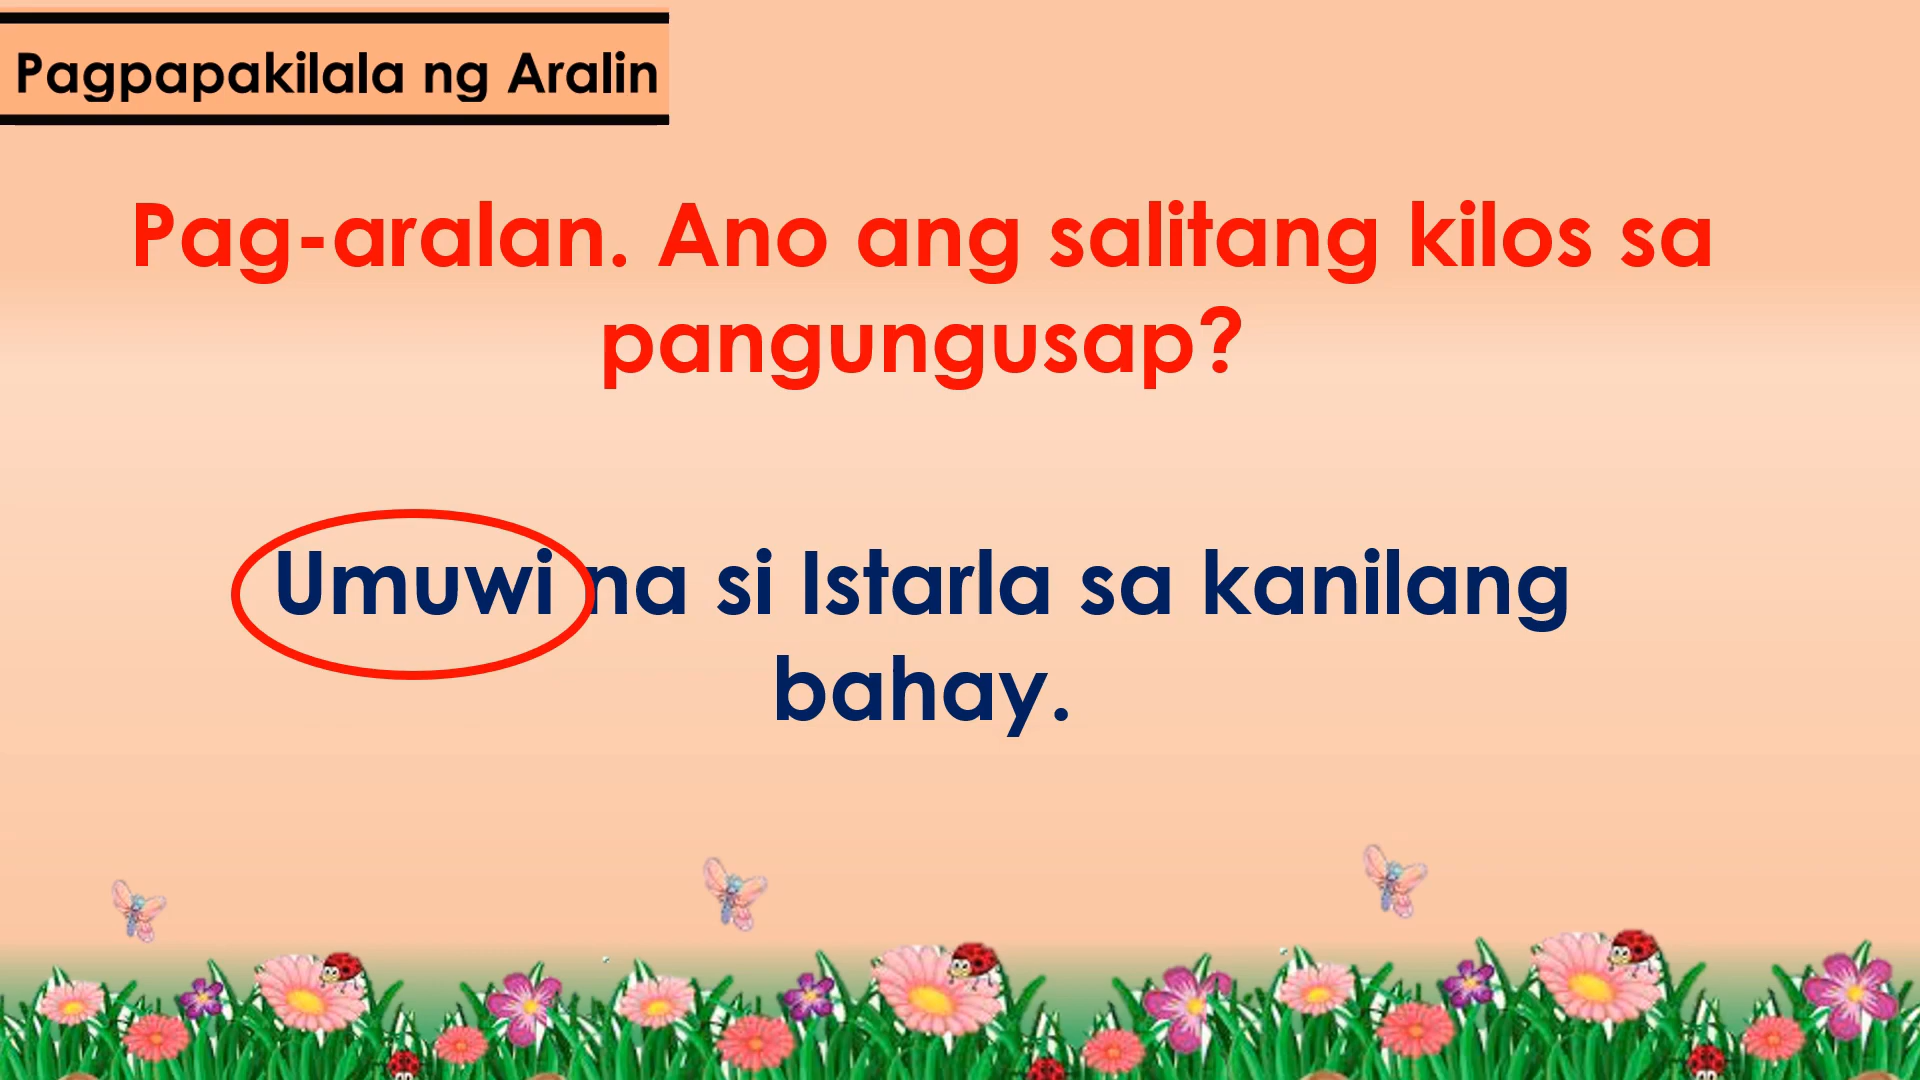 Pagpapakilala ng Aralin
Pag-aralan. Ano ang salitang kilos sa
pangungusap?
Umuwi na si Istarla sa kanilang
bahay.